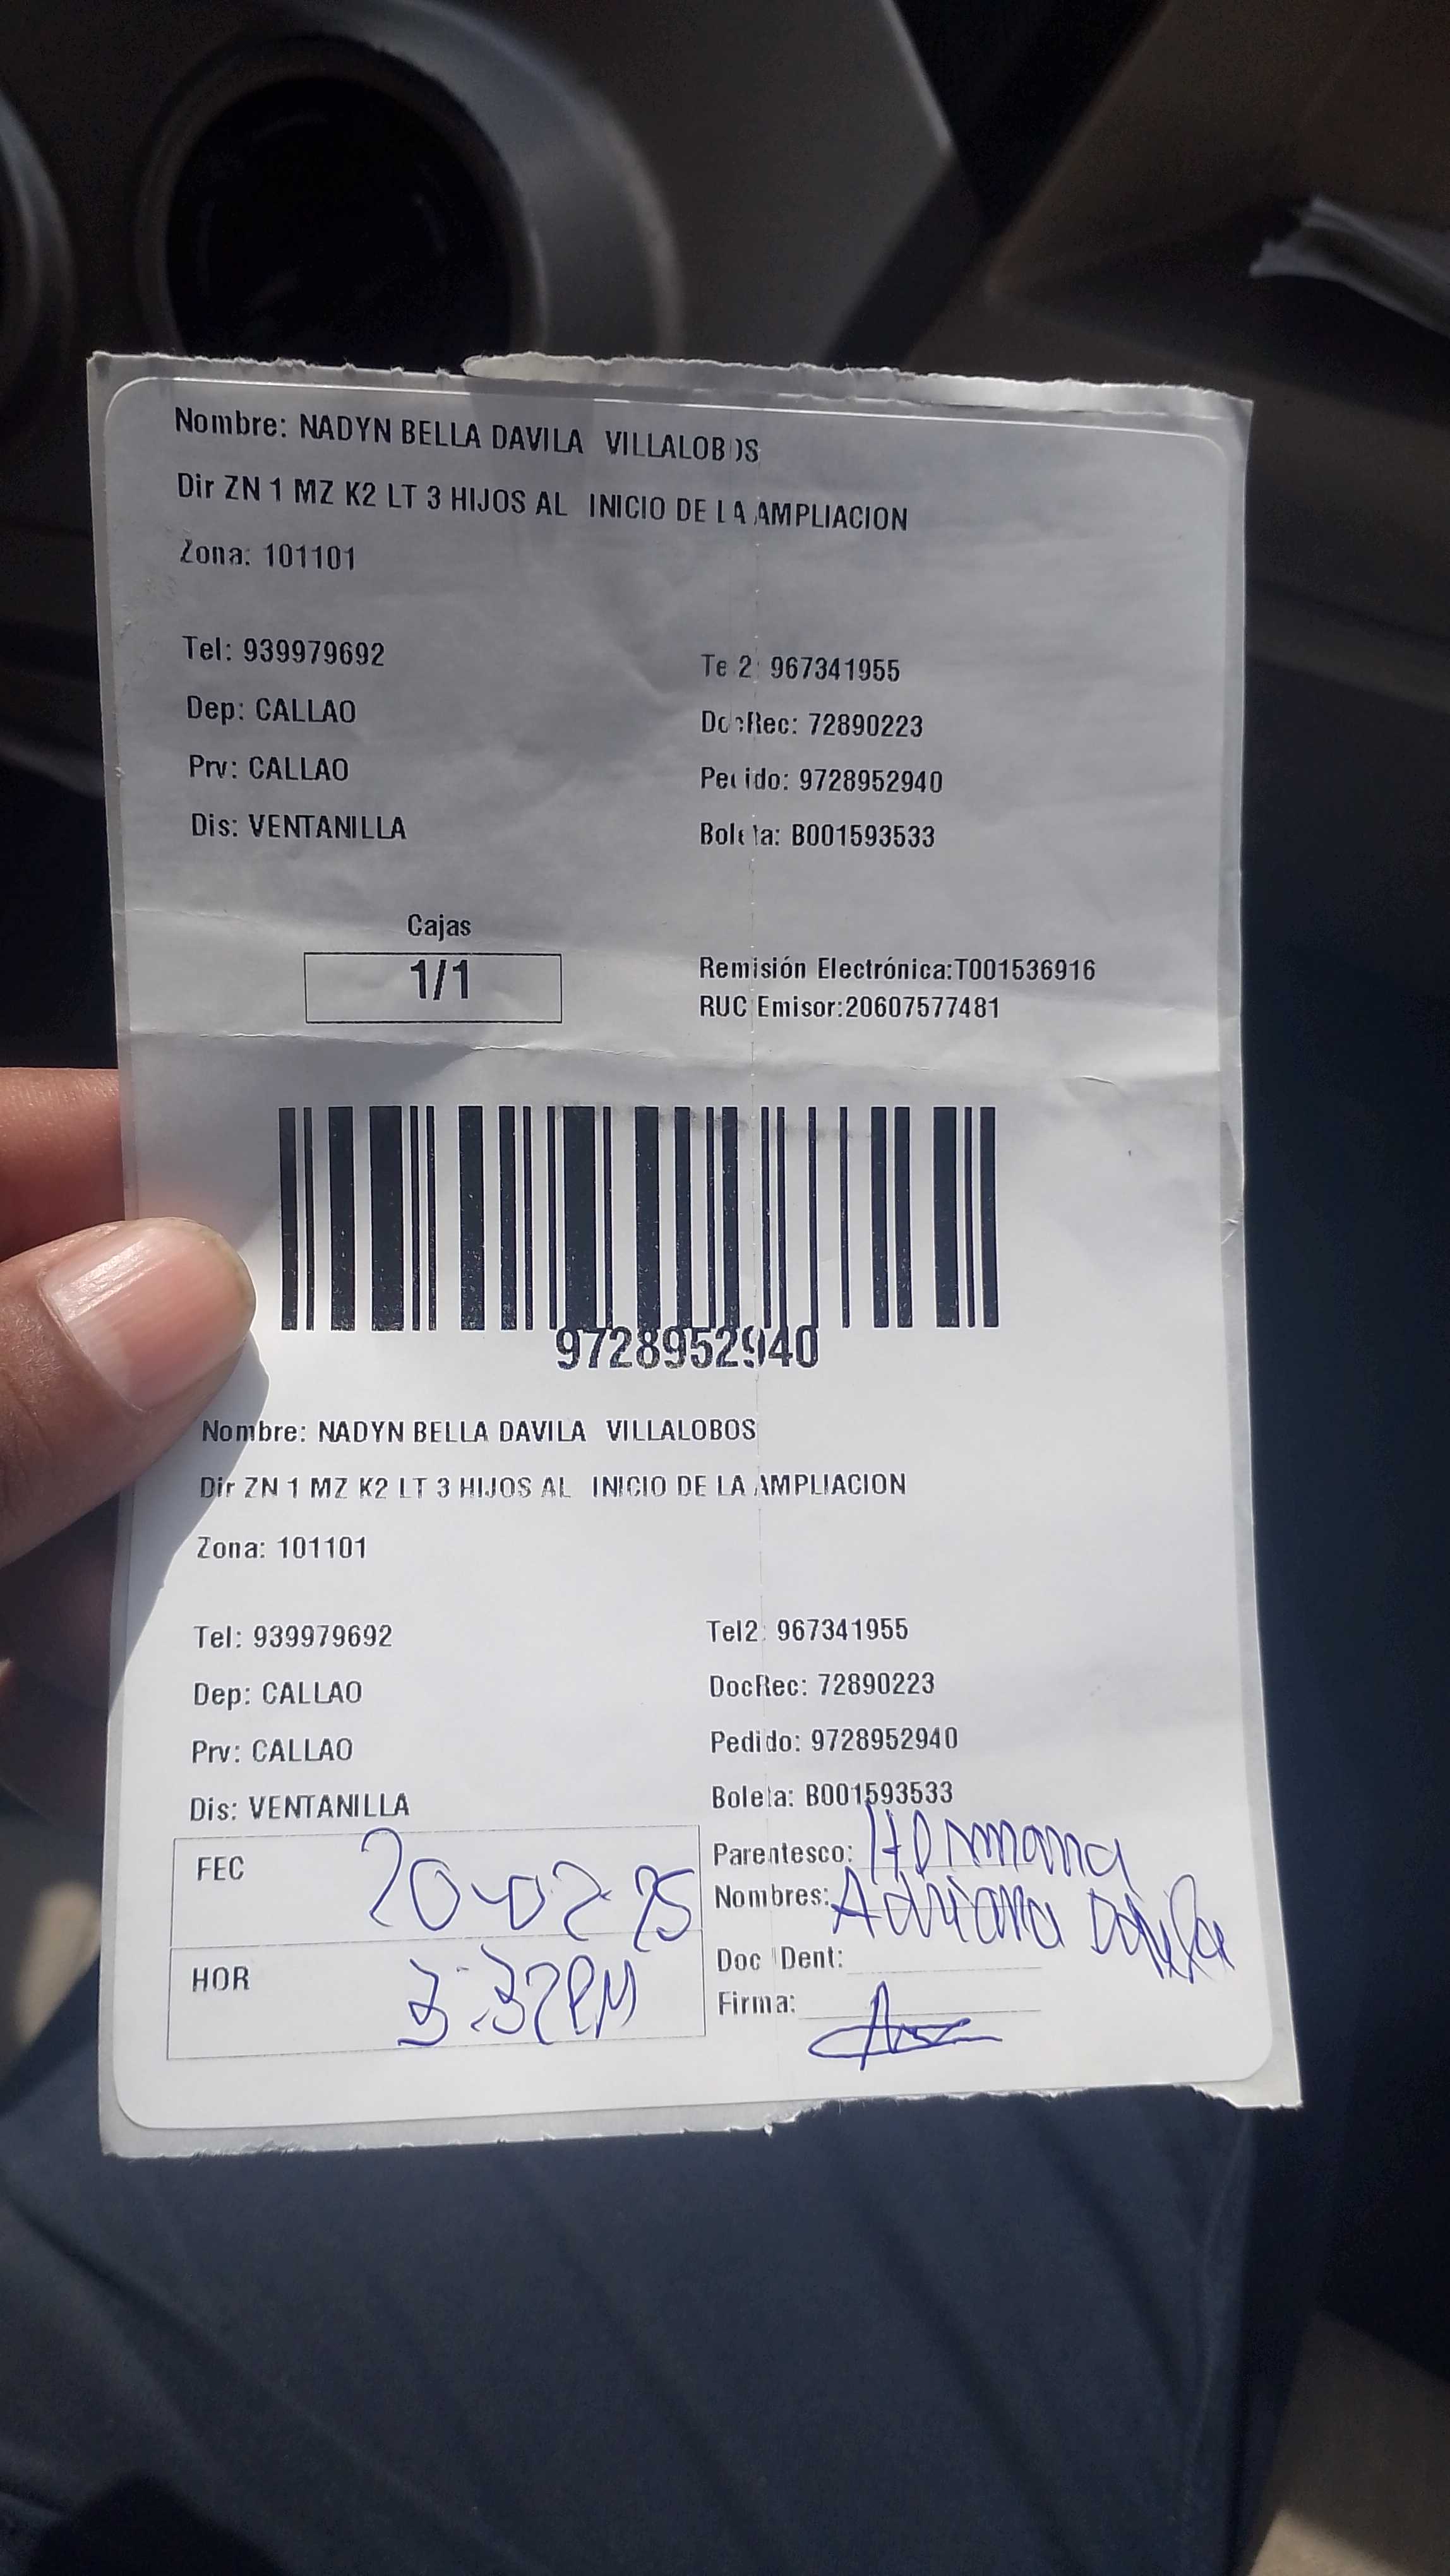 Nombre: NADYN BELLA DAVILA VILLALOBOS
Dir ZN 1 MZ K2 LT 3 HIJOS AL INICIO DE LA AMPLIACION
Zona: 101101
Tel: 939979692 Tel2: 967341955
Dep: CALLAO DocRec: 72890223
Prv: CALLAO Pedido: 9728952940
Dis: VENTANILLA Boleta: B001593533
Cajas
1/1
Remisión Electrónica:T001536916
RUC Emisor:20607577481
9728952940
Nombre: NADYN BELLA DAVILA VILLALOBOS
Dir ZN 1 MZ K2 LT 3 HIJOS AL INICIO DE LA AMPLIACION
Zona: 101101
Tel: 939979692 Tel2: 967341955
Dep: CALLAO DocRec: 72890223
Prv: CALLAO Pedido: 9728952940
Dis: VENTANILLA Boleta: B001593533
FEC 20-02-25
HOR 3:32PM
Parentesco: Hermana
Nombres: Adriana Davila
Doc Ident:
Firma: